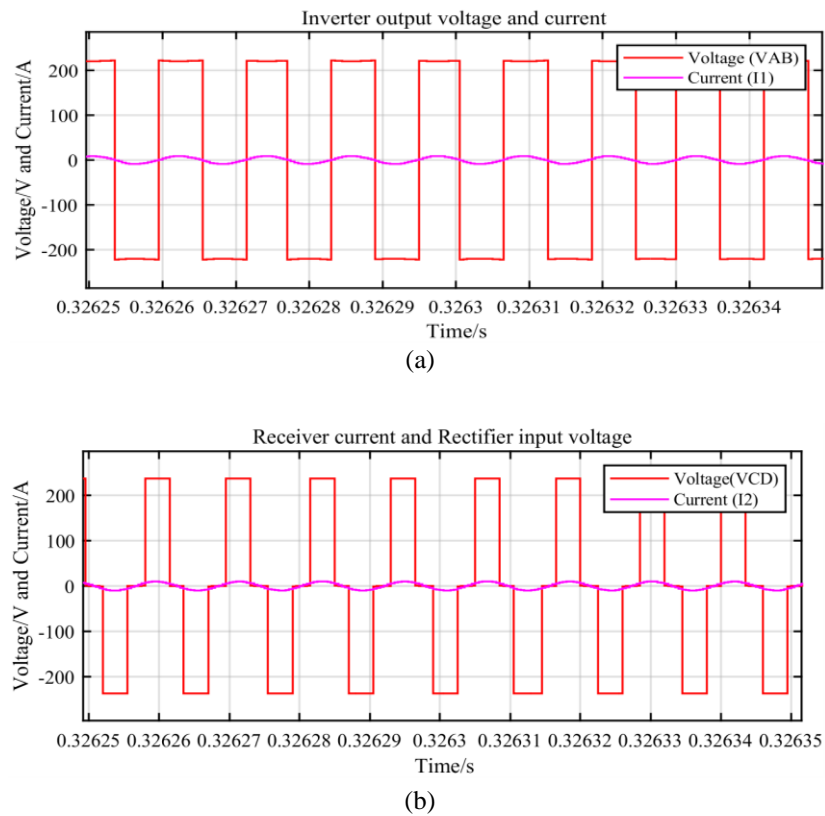 Inverter output voltage and current
Voltage/V and Current/A
200
100
0
-100
-200
Voltage (VAB)
Current (I1)
0.32625 0.32626 0.32627 0.32628 0.32629 0.3263 0.32631 0.32632 0.32633 0.32634
Time/s
(a)
Receiver current and Rectifier input voltage
Voltage/V and Current/A
200
100
0
-100
-200
Voltage(VCD)
Current (I2)
0.32625 0.32626 0.32627 0.32628 0.32629 0.3263 0.32631 0.32632 0.32633 0.32634 0.32635
Time/s
(b)